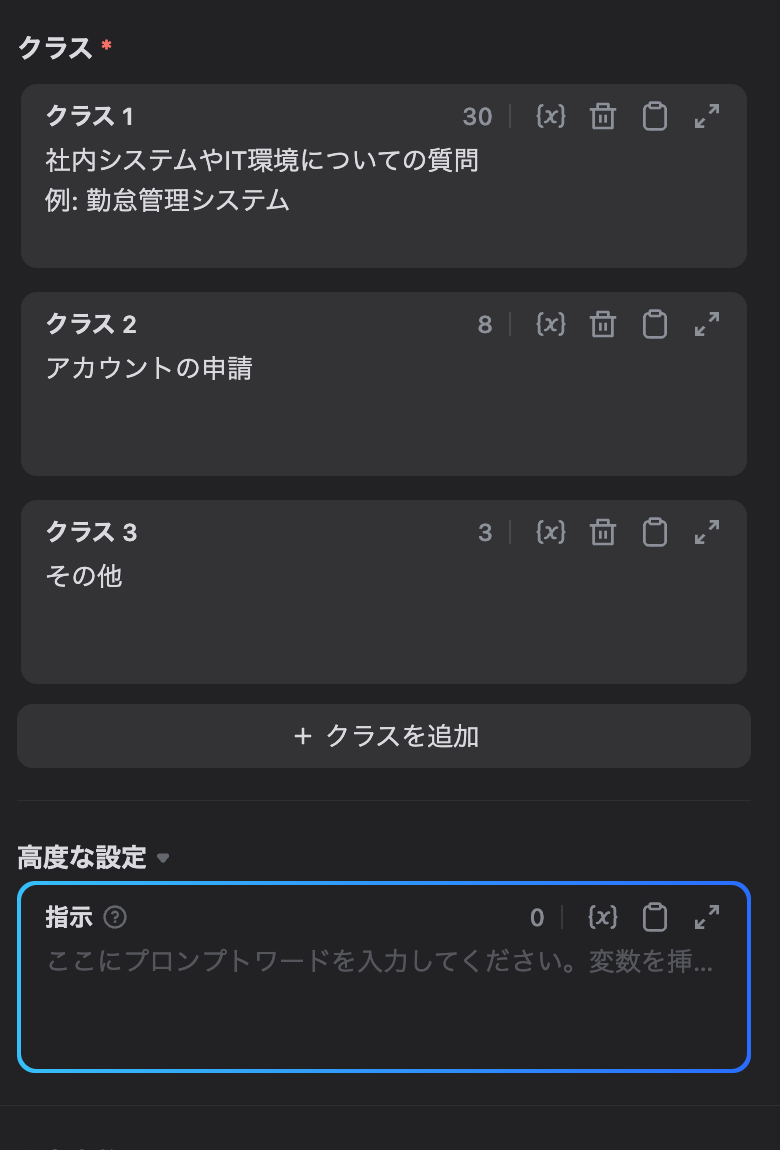 クラス *
クラス 1 30 {x}
社内システムやIT環境についての質問
例: 勤怠管理システム
クラス 2 8 {x}
アカウントの申請
クラス 3 3 {x}
その他
+ クラスを追加
高度な設定
指示 ? 0 {x}
ここにプロンプトワードを入力してください。変数を挿...